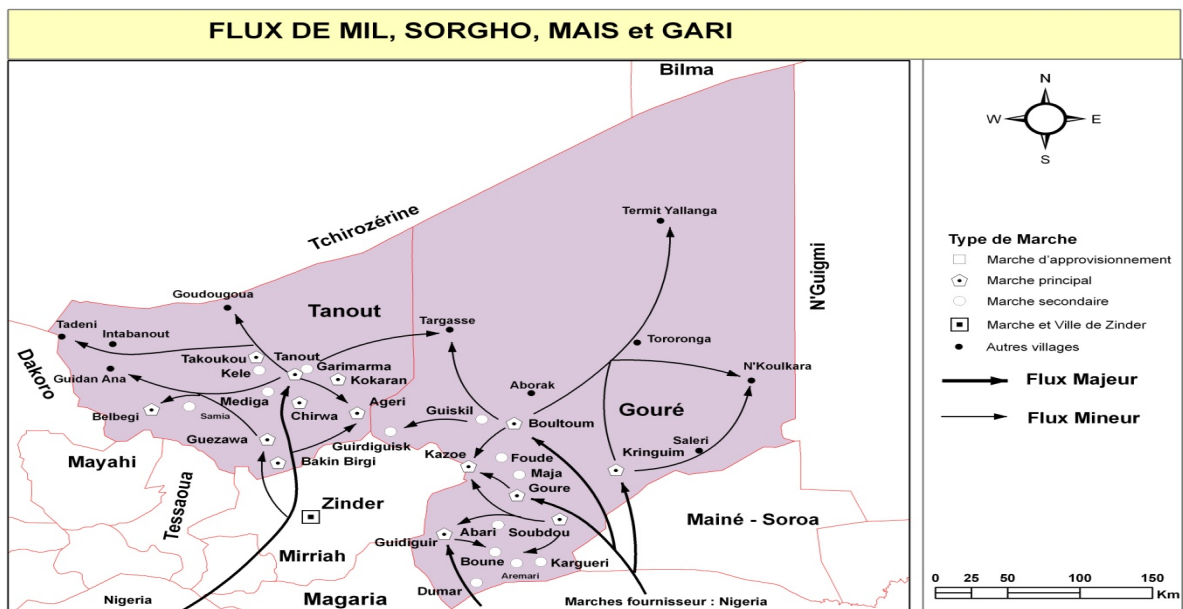 FLUX DE MIL, SORGHO, MAIS et GARI
Bilma
Tchirozérine
N'Guigmi
Termit Yallanga
Goudougoua
Tanout
Tadeni
Intabanout
Targasse
Tororonga
Dakoro
Takoukou
Tanout
Garimarma
Kele
Kokaran
N'Koulkara
Guidan Ana
Aborak
Mediga
Belbegi
Samia
Chirwa
Ageri
Guiskil
Boultoum
Gouré
Guezawa
Guirdiguisk
Saleri
Mayahi
Bakin Birgi
Kazoe
Foude
Kringuim
Maja
Goure
Tessaoua
Zinder
Mainé - Soroa
Abari
Soubdou
Mirriah
Guidiguir
Boune
Kargueri
Aremari
Dumar
Nigeria
Magaria
Marches fournisseur : Nigeria
N
W
E
S
Type de Marche
Marche d'approvisionnement
Marche principal
Marche secondaire
Marche et Ville de Zinder
Autres villages
Flux Majeur
Flux Mineur
0 25 50 100 150
Km